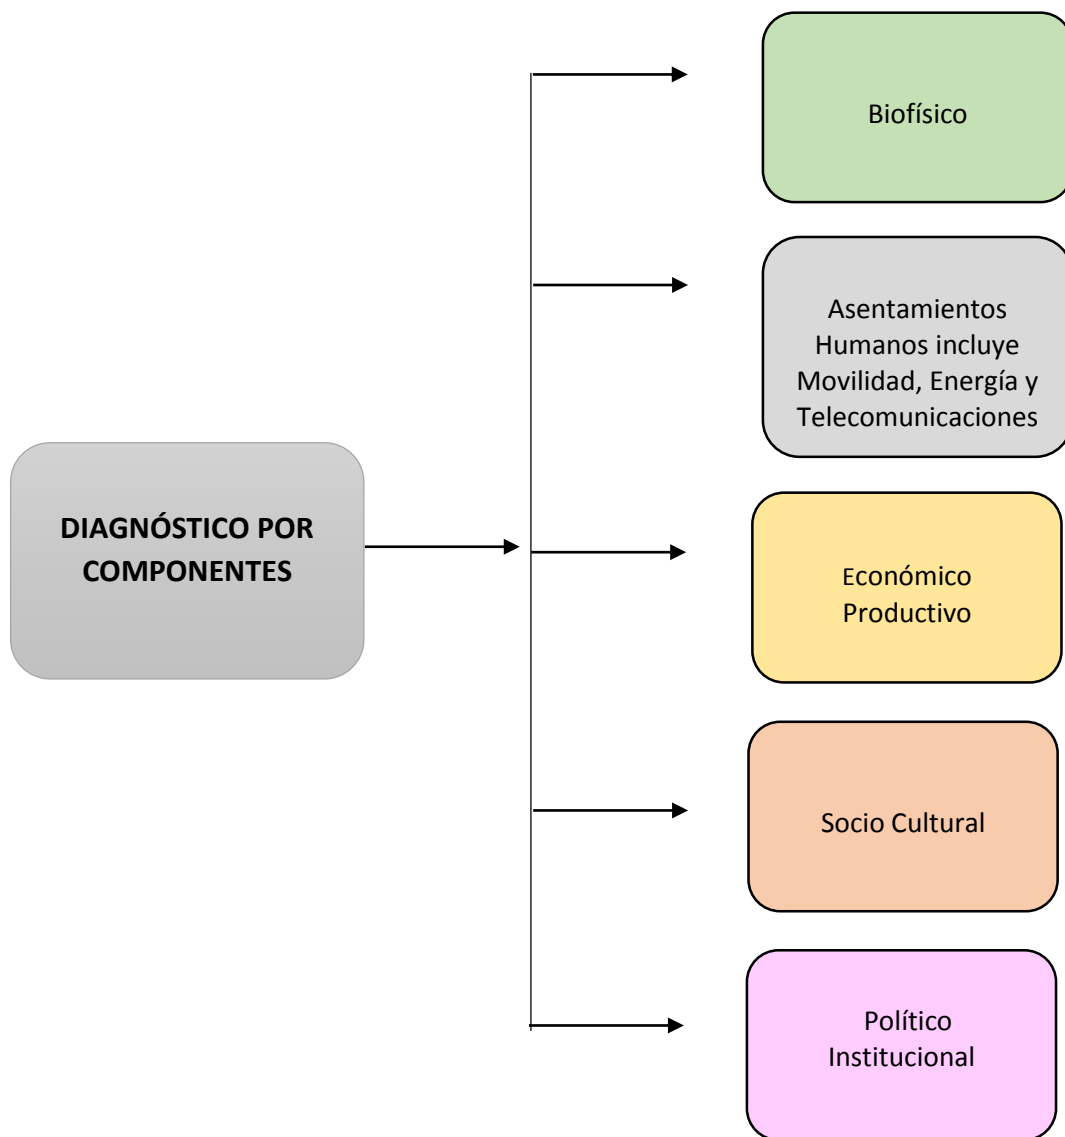 Biofísico
Asentamientos
Humanos incluye
Movilidad, Energía y
Telecomunicaciones
DIAGNÓSTICO POR
COMPONENTES
Económico
Productivo
Socio Cultural
Político
Institucional